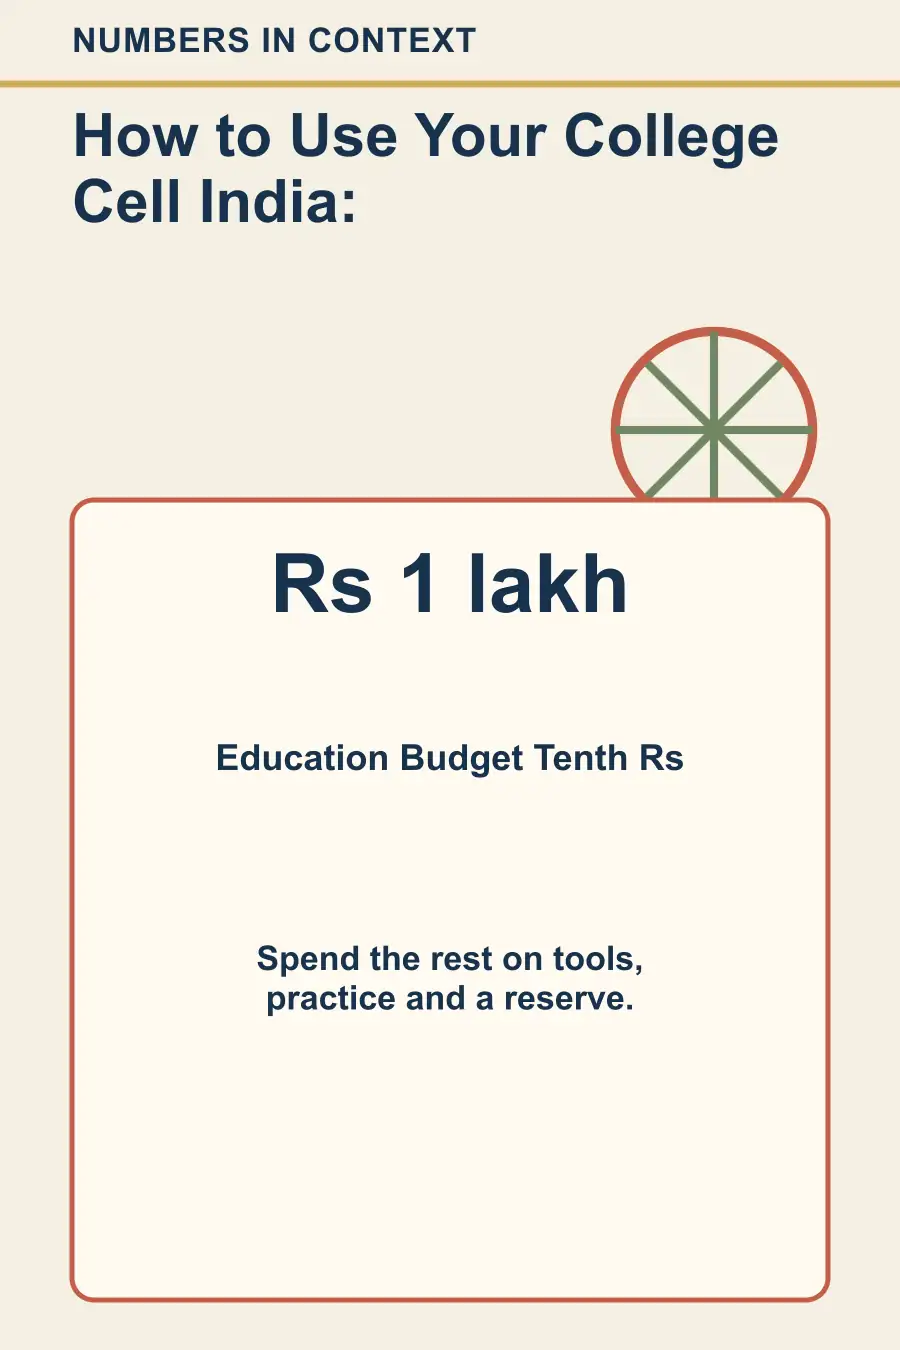 NUMBERS IN CONTEXT
How to Use Your College
Cell India:
Rs 1 lakh
Education Budget Tenth Rs
Spend the rest on tools,
practice and a reserve.